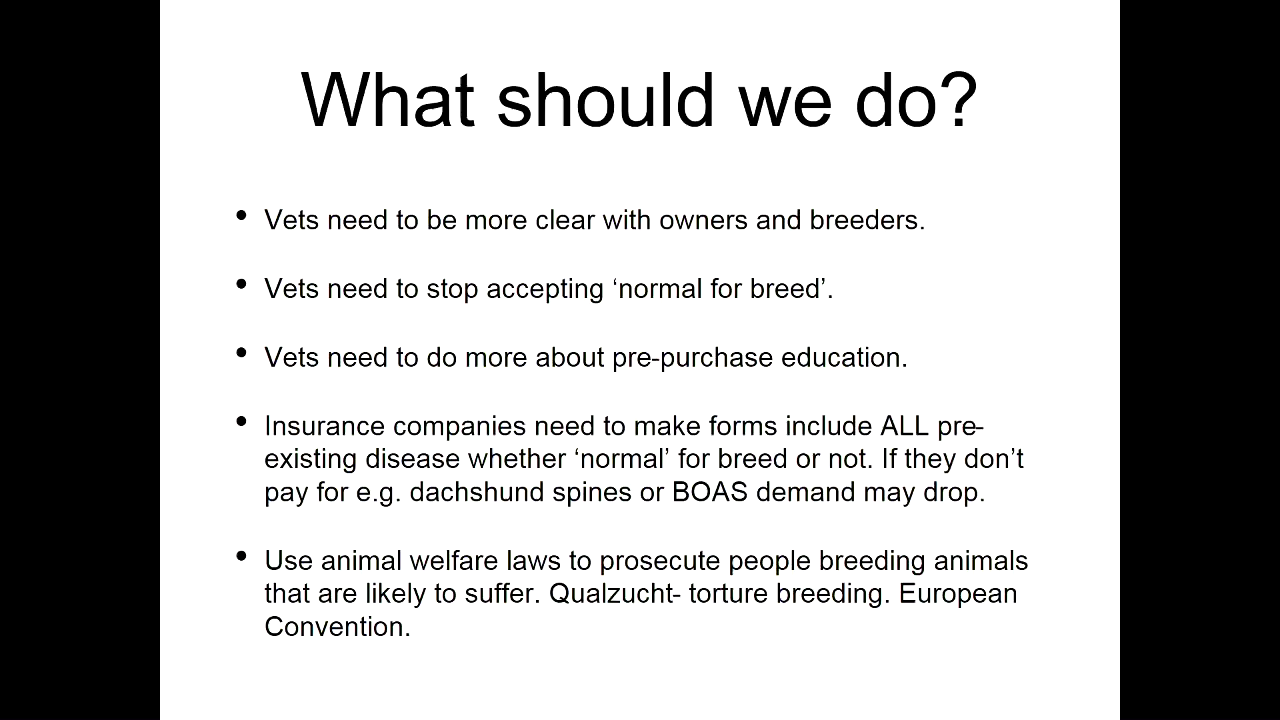 What should we do?
• Vets need to be more clear with owners and breeders.
• Vets need to stop accepting ‘normal for breed’.
• Vets need to do more about pre-purchase education.
• Insurance companies need to make forms include ALL pre-
existing disease whether ‘normal’ for breed or not. If they don’t
pay for e.g. dachshund spines or BOAS demand may drop.
• Use animal welfare laws to prosecute people breeding animals
that are likely to suffer. Qualzucht- torture breeding. European
Convention.